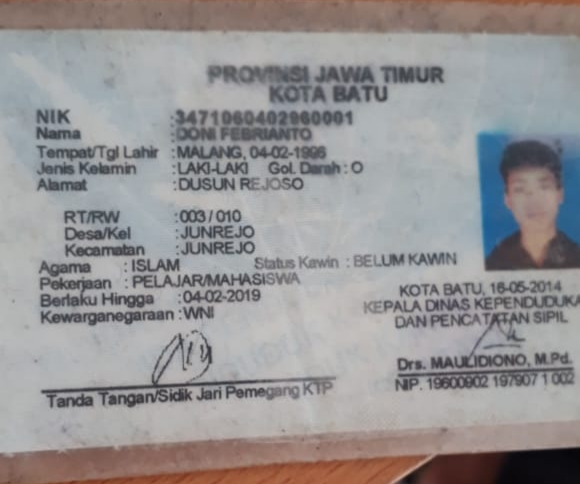 PROVINSI JAWA TIMUR
KOTA BATU
NIK : 3471060402960001
Nama : DONI FEBRIANTO
Tempat/Tgl Lahir : MALANG, 04-02-1996
Jenis Kelamin : LAKI-LAKI Gol. Darah : O
Alamat : DUSUN REJOSO
RT/RW : 003 / 010
Desa/Kel : JUNREJO
Kecamatan : JUNREJO
Agama : ISLAM Status Kawin : BELUM KAWIN
Pekerjaan : PELAJAR/MAHASISWA
Berlaku Hingga : 04-02-2019
Kewarganegaraan : WNI
KOTA BATU, 16-05-2014
KEPALA DINAS KEPENDUDUKA
DAN PENCATATAN SIPIL
Drs. MAULIDIONO, M.Pd.
NIP. 19600902 197907 1 002
Tanda Tangan/Sidik Jari Pemegang KTP